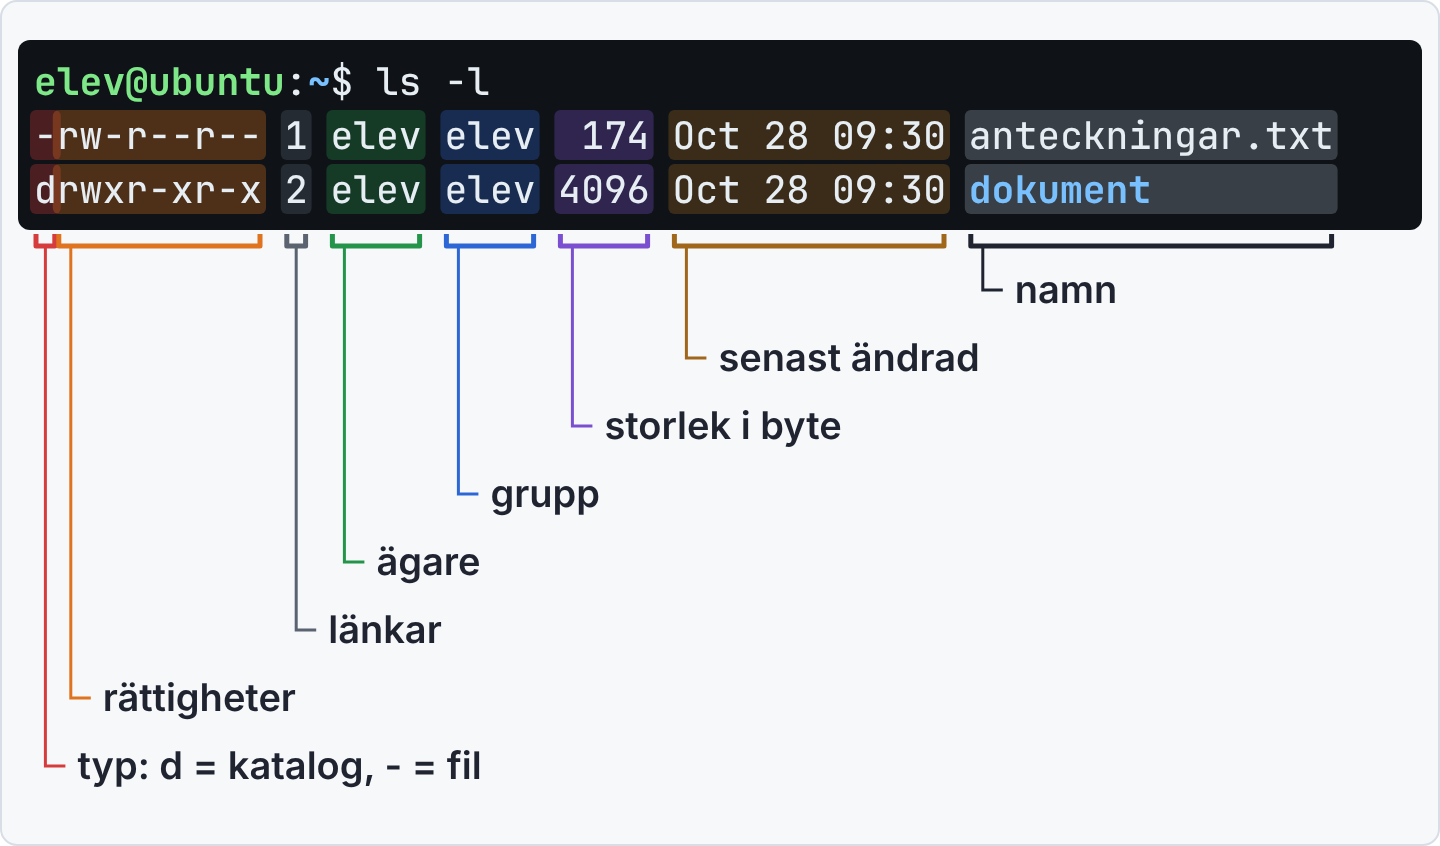 elev@ubuntu:~$ ls -l
-rw-r--r-- 1 elev elev  174 Oct 28 09:30 anteckningar.txt
drwxr-xr-x 2 elev elev 4096 Oct 28 09:30 dokument
namn
senast ändrad
storlek i byte
grupp
ägare
länkar
rättigheter
typ: d = katalog, - = fil